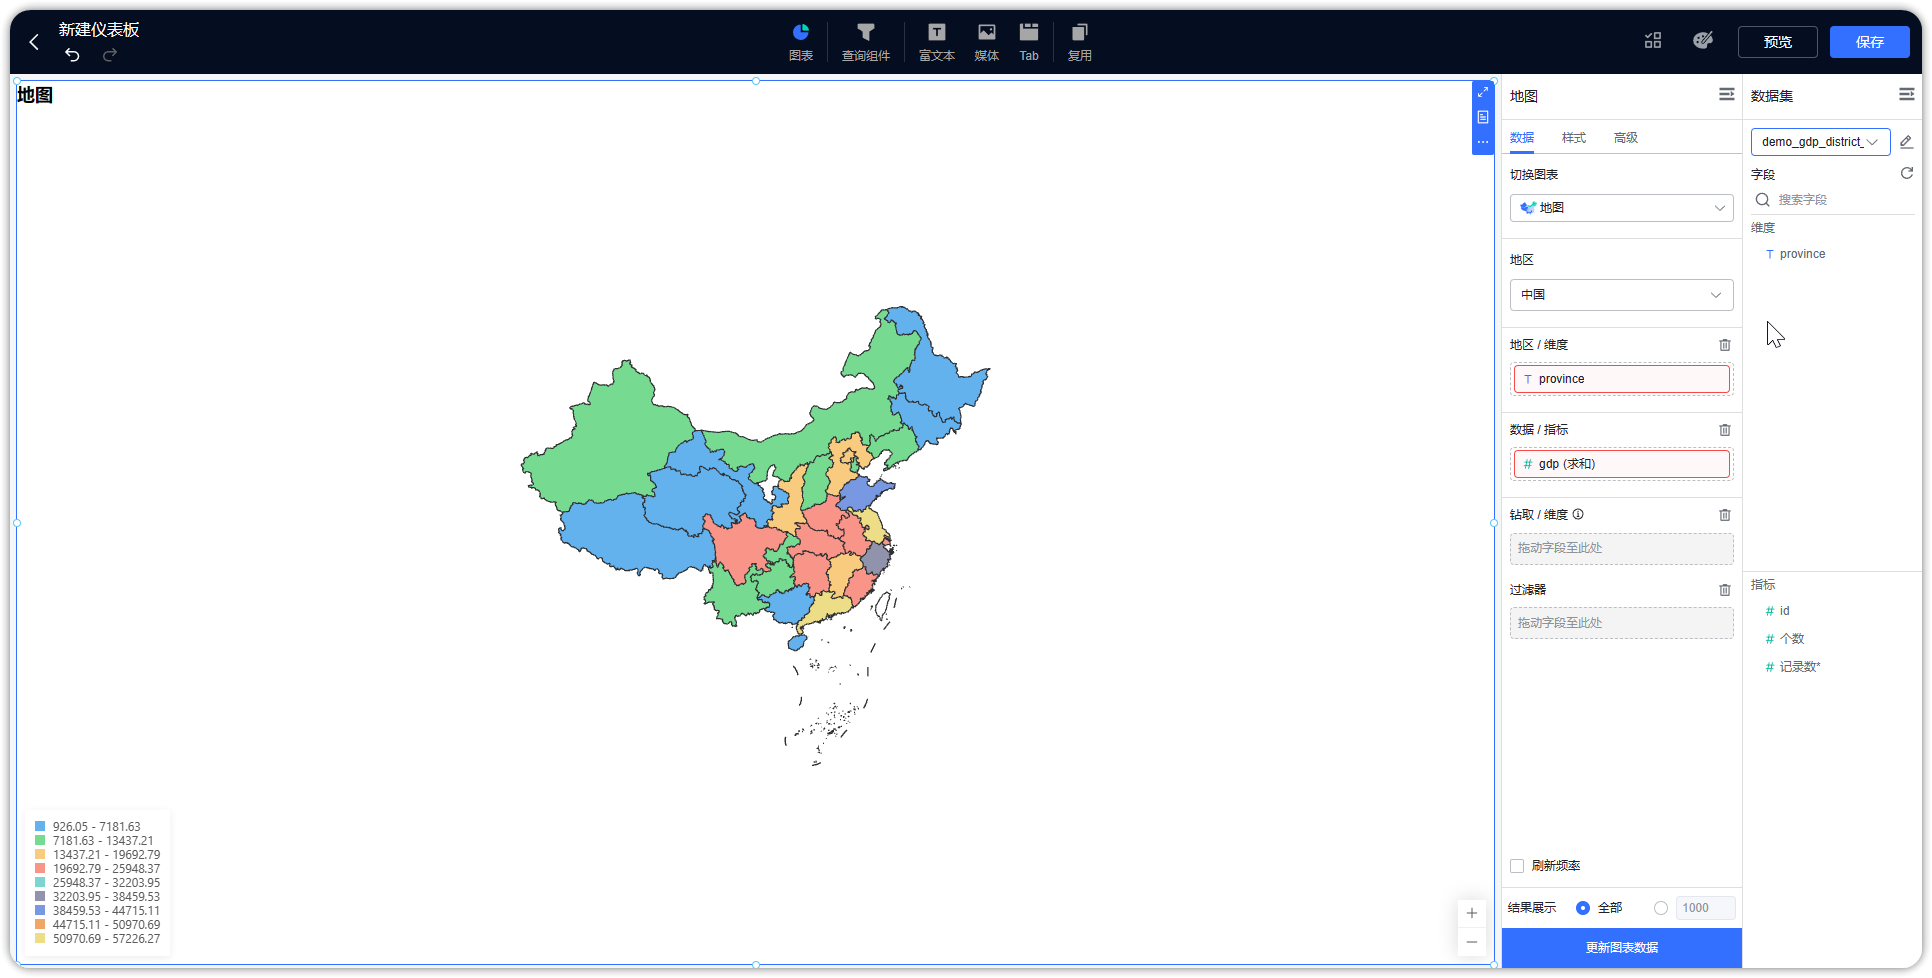 新建仪表板
图表
查询组件
富文本
媒体
Tab
复用
预览
保存
地图
926.05 - 7181.63
7181.63 - 13437.21
13437.21 - 19692.79
19692.79 - 25948.37
25948.37 - 32203.95
32203.95 - 38459.53
38459.53 - 44715.11
44715.11 - 50970.69
50970.69 - 57226.27
地图
数据
样式
高级
切换图表
地图
地区
中国
地区 / 维度
T province
数据 / 指标
# gdp (求和)
钻取 / 维度
拖动字段至此处
过滤器
拖动字段至此处
刷新频率
结果展示
全部
1000
更新图表数据
数据集
demo_gdp_district_
字段
搜索字段
维度
T province
指标
# id
# 个数
# 记录数*